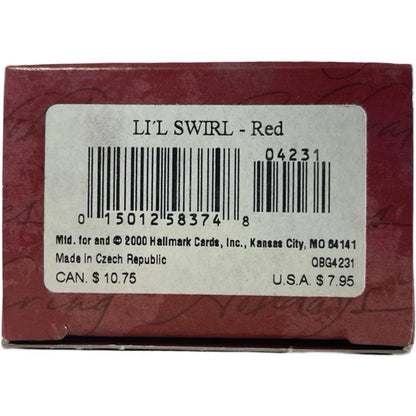 LI'L SWIRL - Red
04231
0 15012 58374 8
Mfd. for and © 2000 Hallmark Cards, Inc., Kansas City, MO 64141
Made in Czech Republic QBG4231
CAN. $ 10.75 U.S.A. $ 7.95